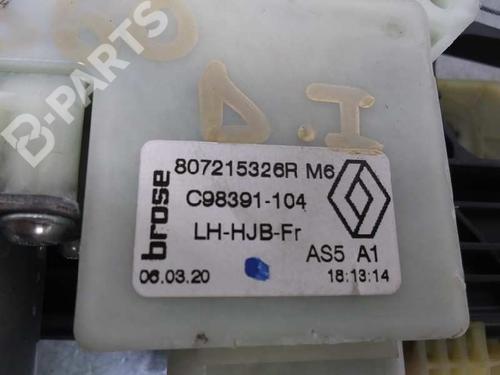 B-PARTS
D.I
brose
807215326R M6
C98391-104
LH-HJB-Fr
AS5 A1
06.03.20
18:13:14